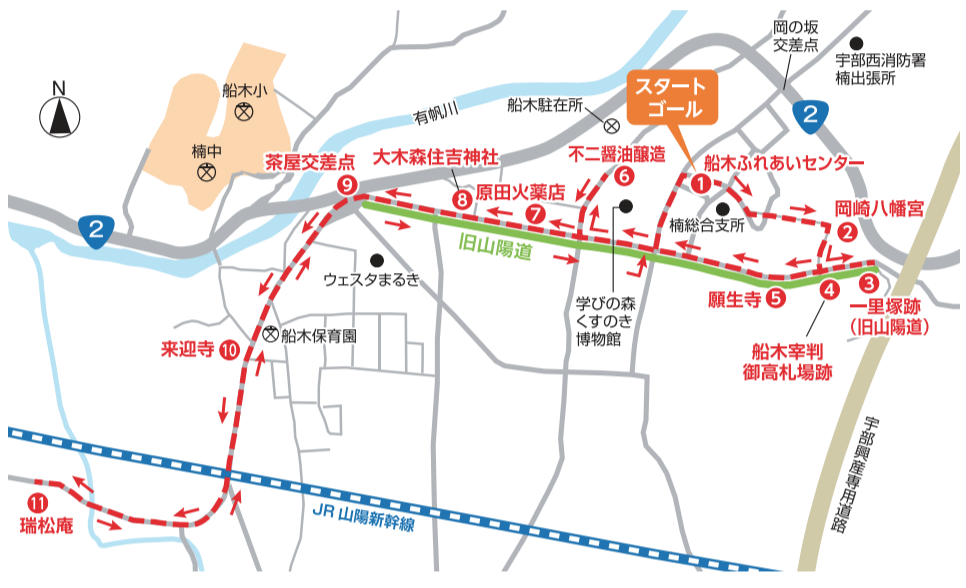 岡の坂
交差点
宇部西消防署
楠出張所
スタート
ゴール
2
N
船木小
楠中
有帆川
船木駐在所
茶屋交差点
9
大木森住吉神社
8
原田火薬店
7
不二醤油醸造
6
船木ふれあいセンター
1
楠総合支所
岡崎八幡宮
2
2
旧山陽道
ウェスタまるき
学びの森
くすのき
博物館
願生寺
5
4
3
一里塚跡
（旧山陽道）
船木宰判
御高札場跡
来迎寺
10
船木保育園
宇部興産専用道路
JR山陽新幹線
11
瑞松庵